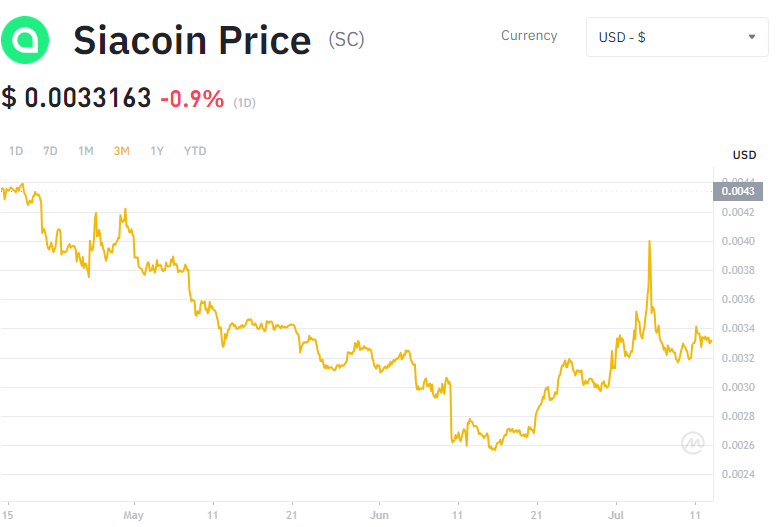 Siacoin Price (SC)
Currency
USD - $
$ 0.0033163 -0.9% (1D)
1D 7D 1M 3M 1Y YTD
USD
0.0044
0.0043
0.0042
0.0040
0.0038
0.0036
0.0034
0.0032
0.0030
0.0028
0.0026
0.0024
15 May 11 21 Jun 11 21 Jul 11